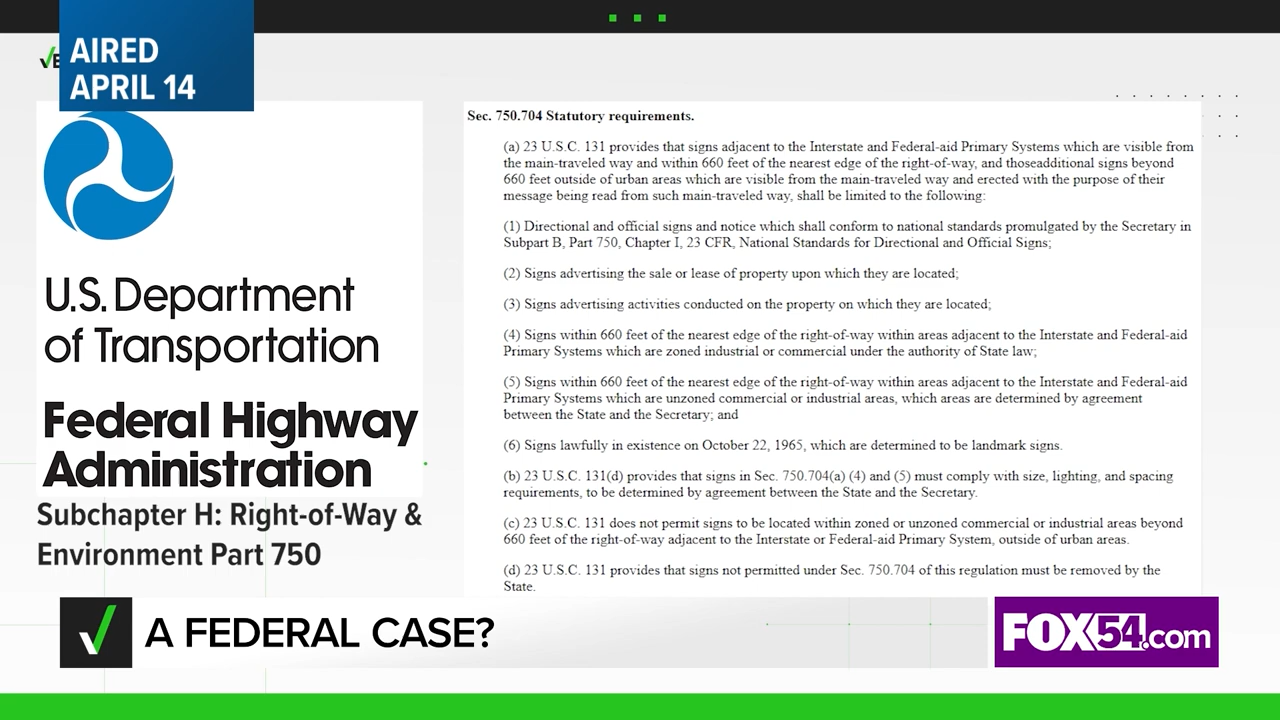 AIRED
APRIL 14
U.S. Department
of Transportation
Federal Highway
Administration
Subchapter H: Right-of-Way &
Environment Part 750
Sec. 750.704 Statutory requirements.
(a) 23 U.S.C. 131 provides that signs adjacent to the Interstate and Federal-aid Primary Systems which are visible from
the main-traveled way and within 660 feet of the nearest edge of the right-of-way, and thoseadditional signs beyond
660 feet outside of urban areas which are visible from the main-traveled way and erected with the purpose of their
message being read from such main-traveled way, shall be limited to the following:
(1) Directional and official signs and notice which shall conform to national standards promulgated by the Secretary in
Subpart B, Part 750, Chapter I, 23 CFR, National Standards for Directional and Official Signs;
(2) Signs advertising the sale or lease of property upon which they are located;
(3) Signs advertising activities conducted on the property on which they are located;
(4) Signs within 660 feet of the nearest edge of the right-of-way within areas adjacent to the Interstate and Federal-aid
Primary Systems which are zoned industrial or commercial under the authority of State law;
(5) Signs within 660 feet of the nearest edge of the right-of-way within areas adjacent to the Interstate and Federal-aid
Primary Systems which are unzoned commercial or industrial areas, which areas are determined by agreement
between the State and the Secretary; and
(6) Signs lawfully in existence on October 22, 1965, which are determined to be landmark signs.
(b) 23 U.S.C. 131(d) provides that signs in Sec. 750.704(a) (4) and (5) must comply with size, lighting, and spacing
requirements, to be determined by agreement between the State and the Secretary.
(c) 23 U.S.C. 131 does not permit signs to be located within zoned or unzoned commercial or industrial areas beyond
660 feet of the right-of-way adjacent to the Interstate or Federal-aid Primary System, outside of urban areas.
(d) 23 U.S.C. 131 provides that signs not permitted under Sec. 750.704 of this regulation must be removed by the
State.
A FEDERAL CASE?
FOX54.com